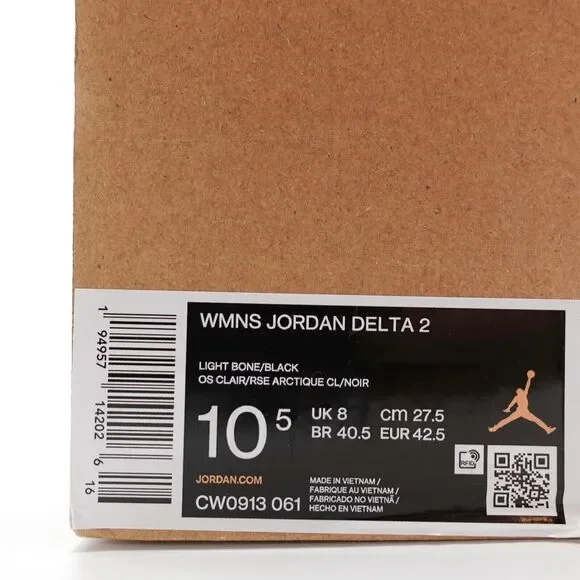 WMNS JORDAN DELTA 2
LIGHT BONE/BLACK
OS CLAIR/RSE ARCTIQUE CL/NOIR
10 5
UK 8 cm 27.5
BR 40.5 EUR 42.5
JORDAN.COM
CW0913 061
MADE IN VIETNAM /
FABRIQUE AU VIETNAM /
FABRICADO NO VIETNÃ /
HECHO EN VIETNAM
RFID
1 94957 14202 6 16